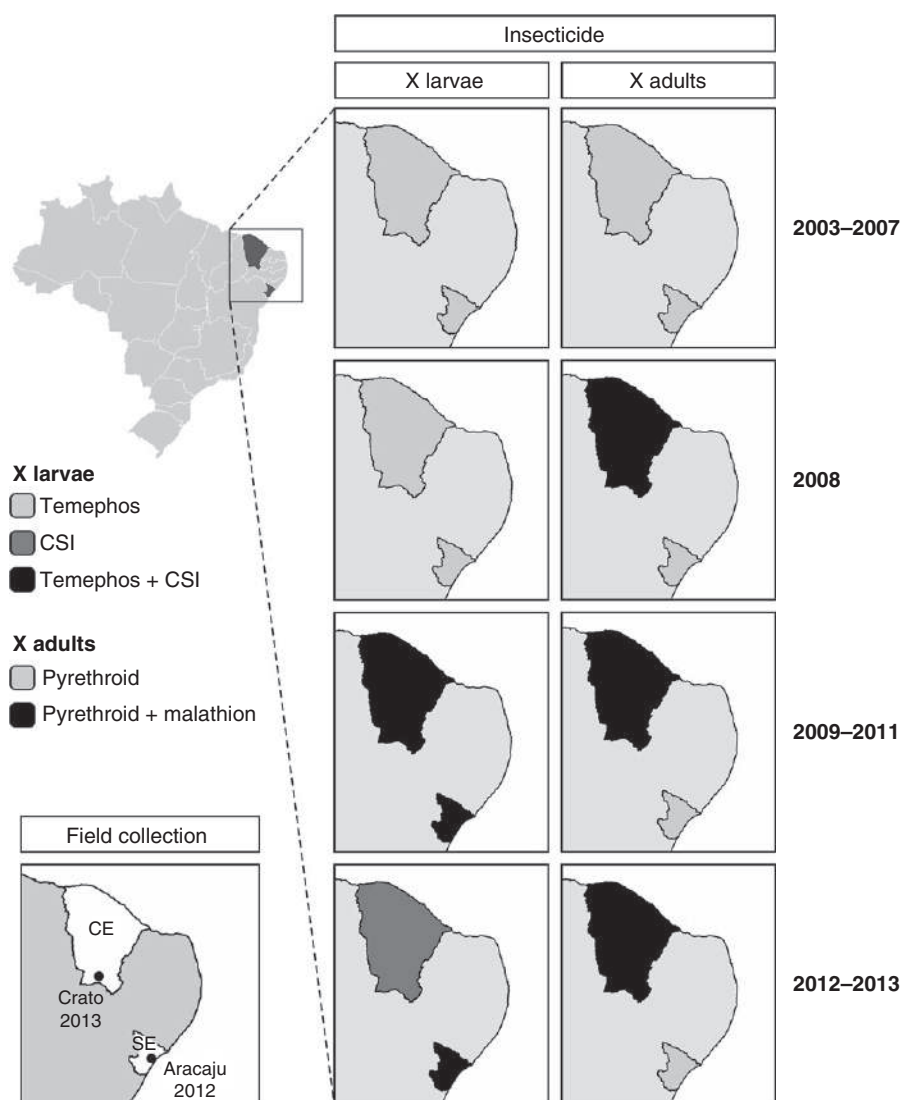 Insecticide
X larvae
X adults
2003–2007
2008
2009–2011
2012–2013
X larvae
Temephos
CSI
Temephos + CSI
X adults
Pyrethroid
Pyrethroid + malathion
Field collection
CE
Crato
2013
SE
Aracaju
2012